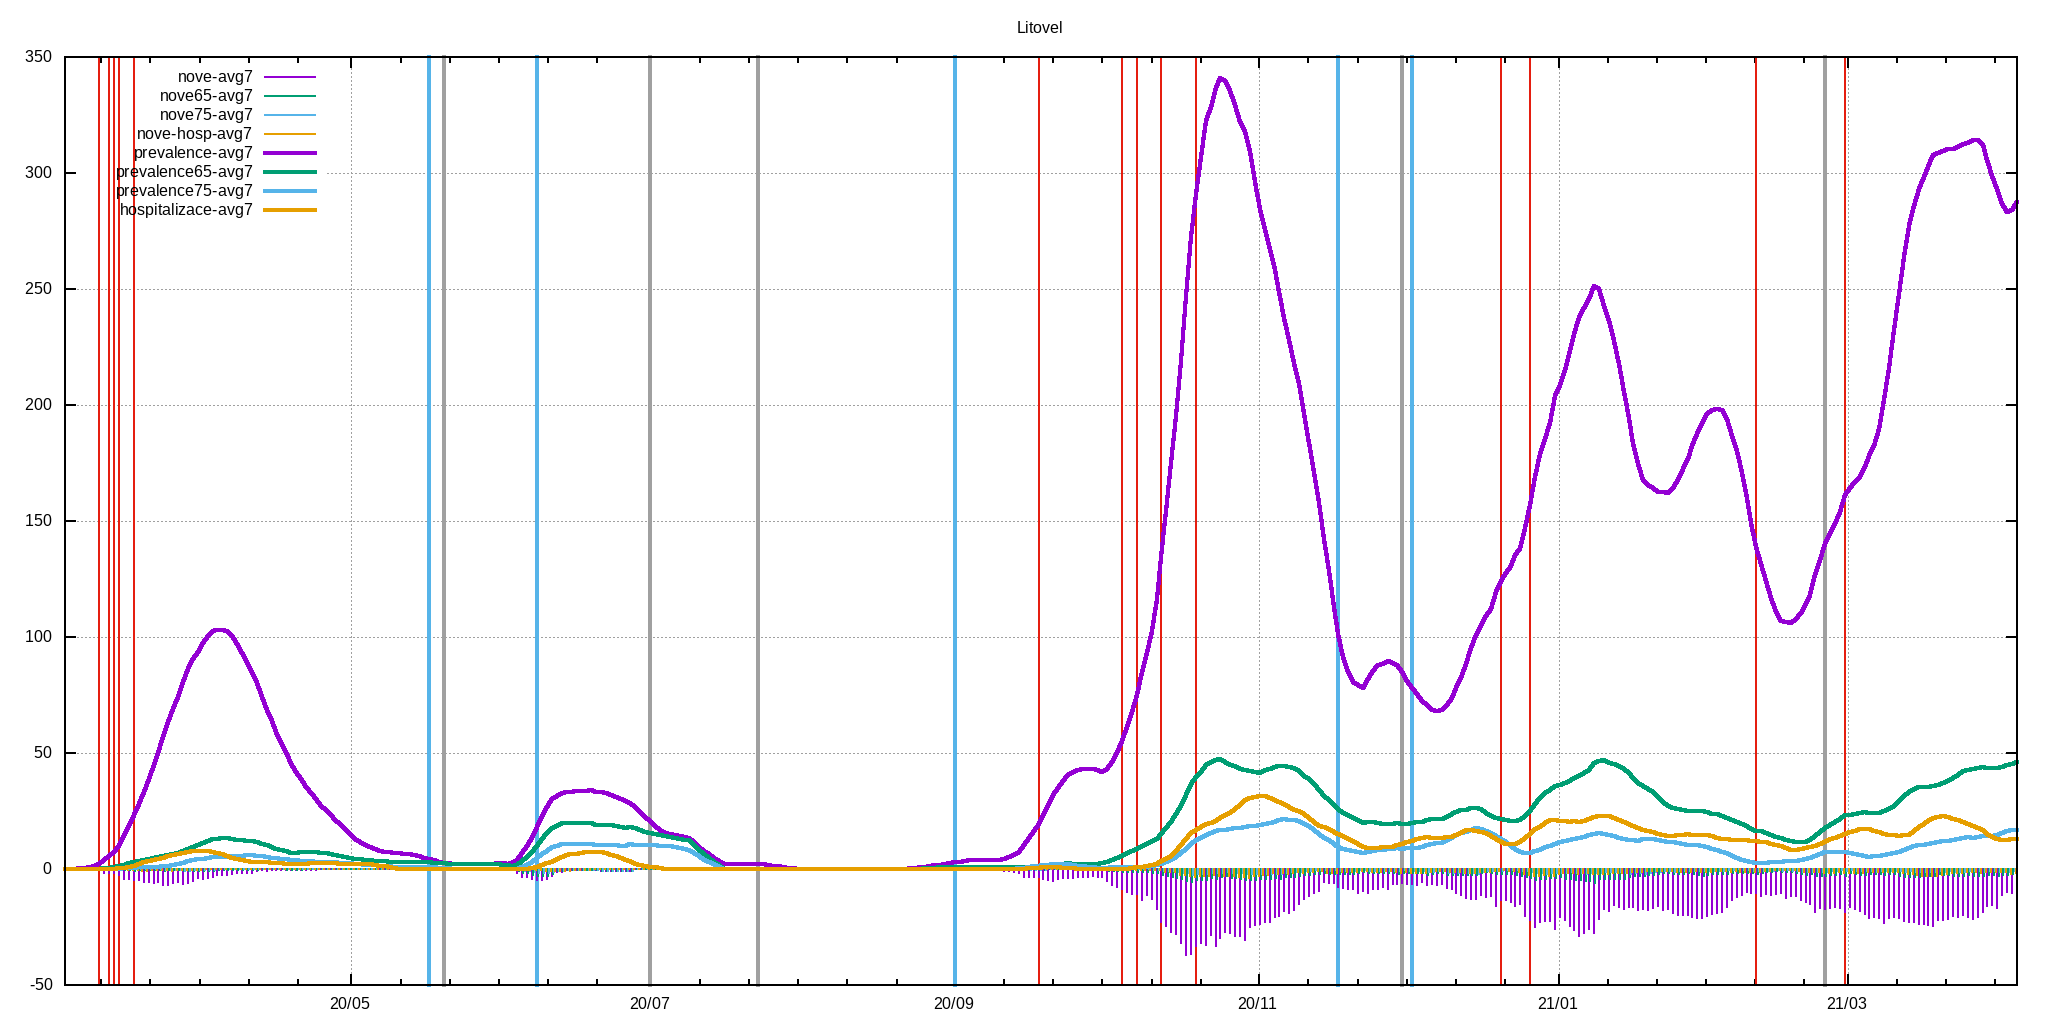 Litovel
350
300
250
200
150
100
50
0
-50
nove-avg7
nove65-avg7
nove75-avg7
nove-hosp-avg7
prevalence-avg7
prevalence65-avg7
prevalence75-avg7
hospitalizace-avg7
20/05
20/07
20/09
20/11
21/01
21/03